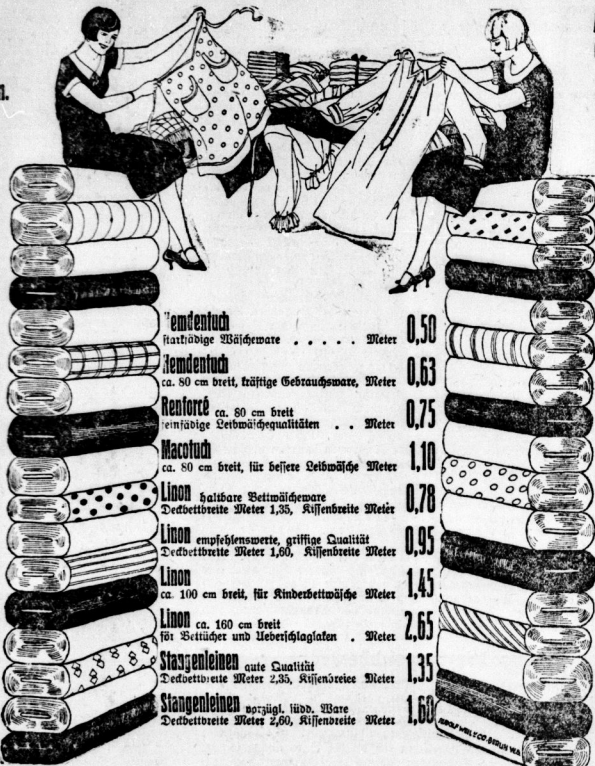 1.
Hemdentuch
starkfädige Wäscheware . . . . . Meter 0,50
Hemdentuch
ca. 80 cm breit, kräftige Gebrauchsware, Meter 0,63
Renforcé ca. 80 cm breit
feinfädige Leibwäschequalitäten . . Meter 0,75
Macotuch
ca. 80 cm breit, für bessere Leibwäsche Meter 1,10
Linon haltbare Bettwäscheware
Deckbettbreite Meter 1,35, Kissenbreite Meter 0,78
Linon empfehlenswerte, griffige Qualität
Deckbettbreite Meter 1,60, Kissenbreite Meter 0,95
Linon
ca. 100 cm breit, für Kinderbettwäsche Meter 1,45
Linon ca. 160 cm breit
för Bettücher und Ueberschlaglaken . Meter 2,65
Stangenleinen gute Qualität
Deckbettbreite Meter 2,35, Kissenbreiee Meter 1,35
Stangenleinen vorzügl. südd. Ware
Deckbettbreite Meter 2,60, Kissenbreite Meter 1,60